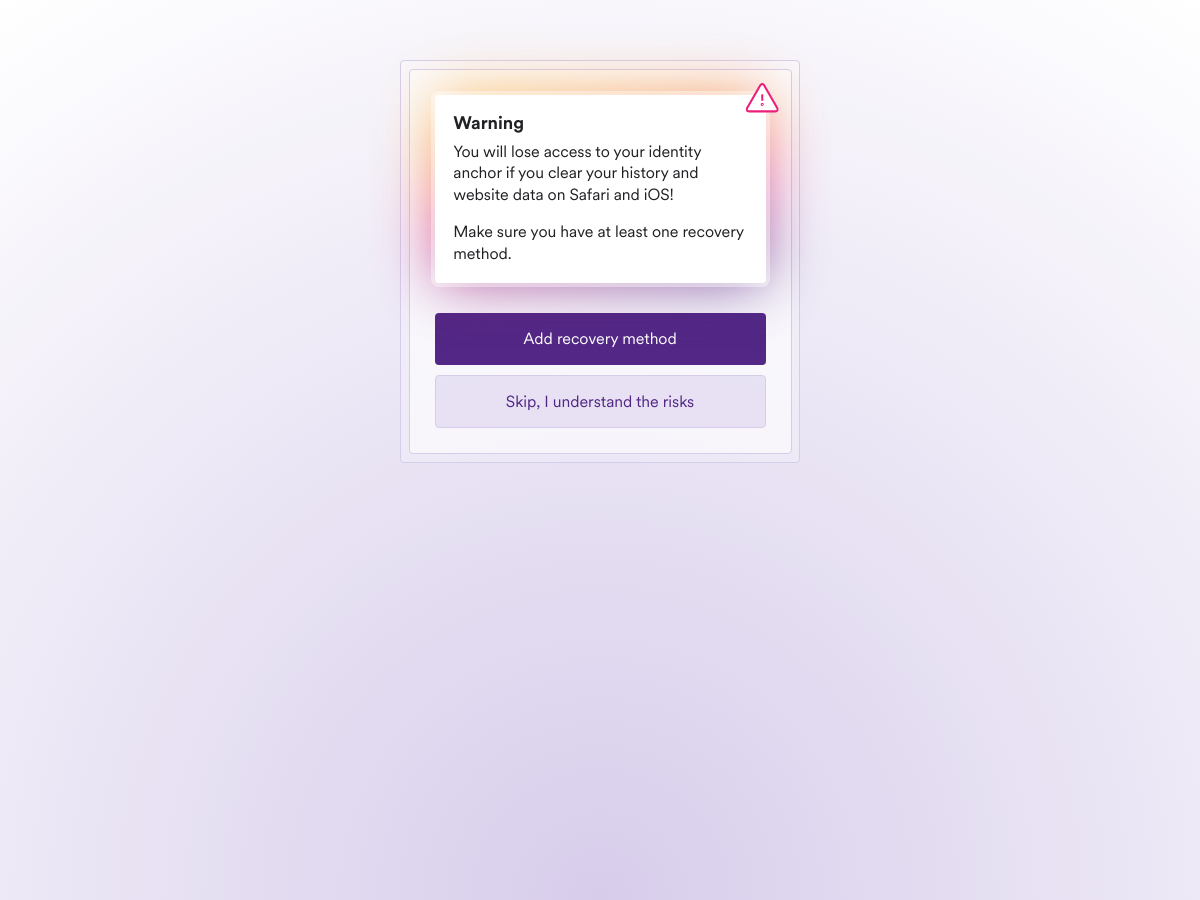 Warning
You will lose access to your identity
anchor if you clear your history and
website data on Safari and iOS!
Make sure you have at least one recovery
method.
Add recovery method
Skip, I understand the risks